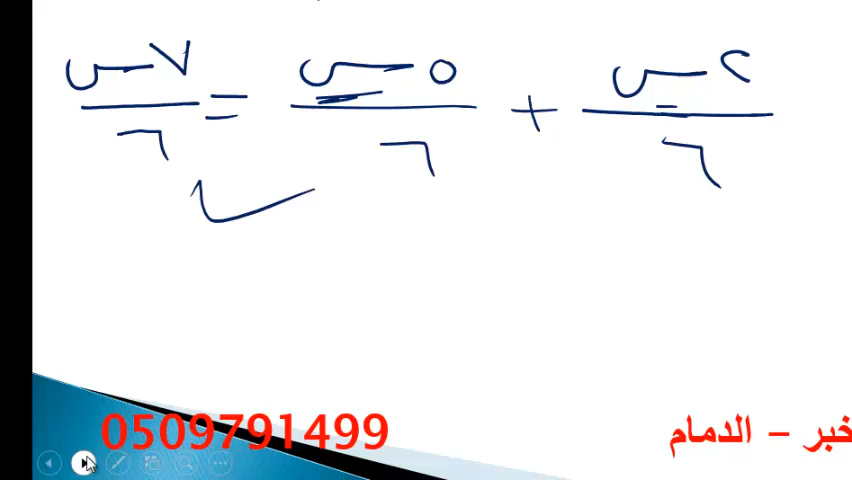 ٢س/٦ + ٥س/٦ = ٧س/٦
0509791499
خبر – الدمام